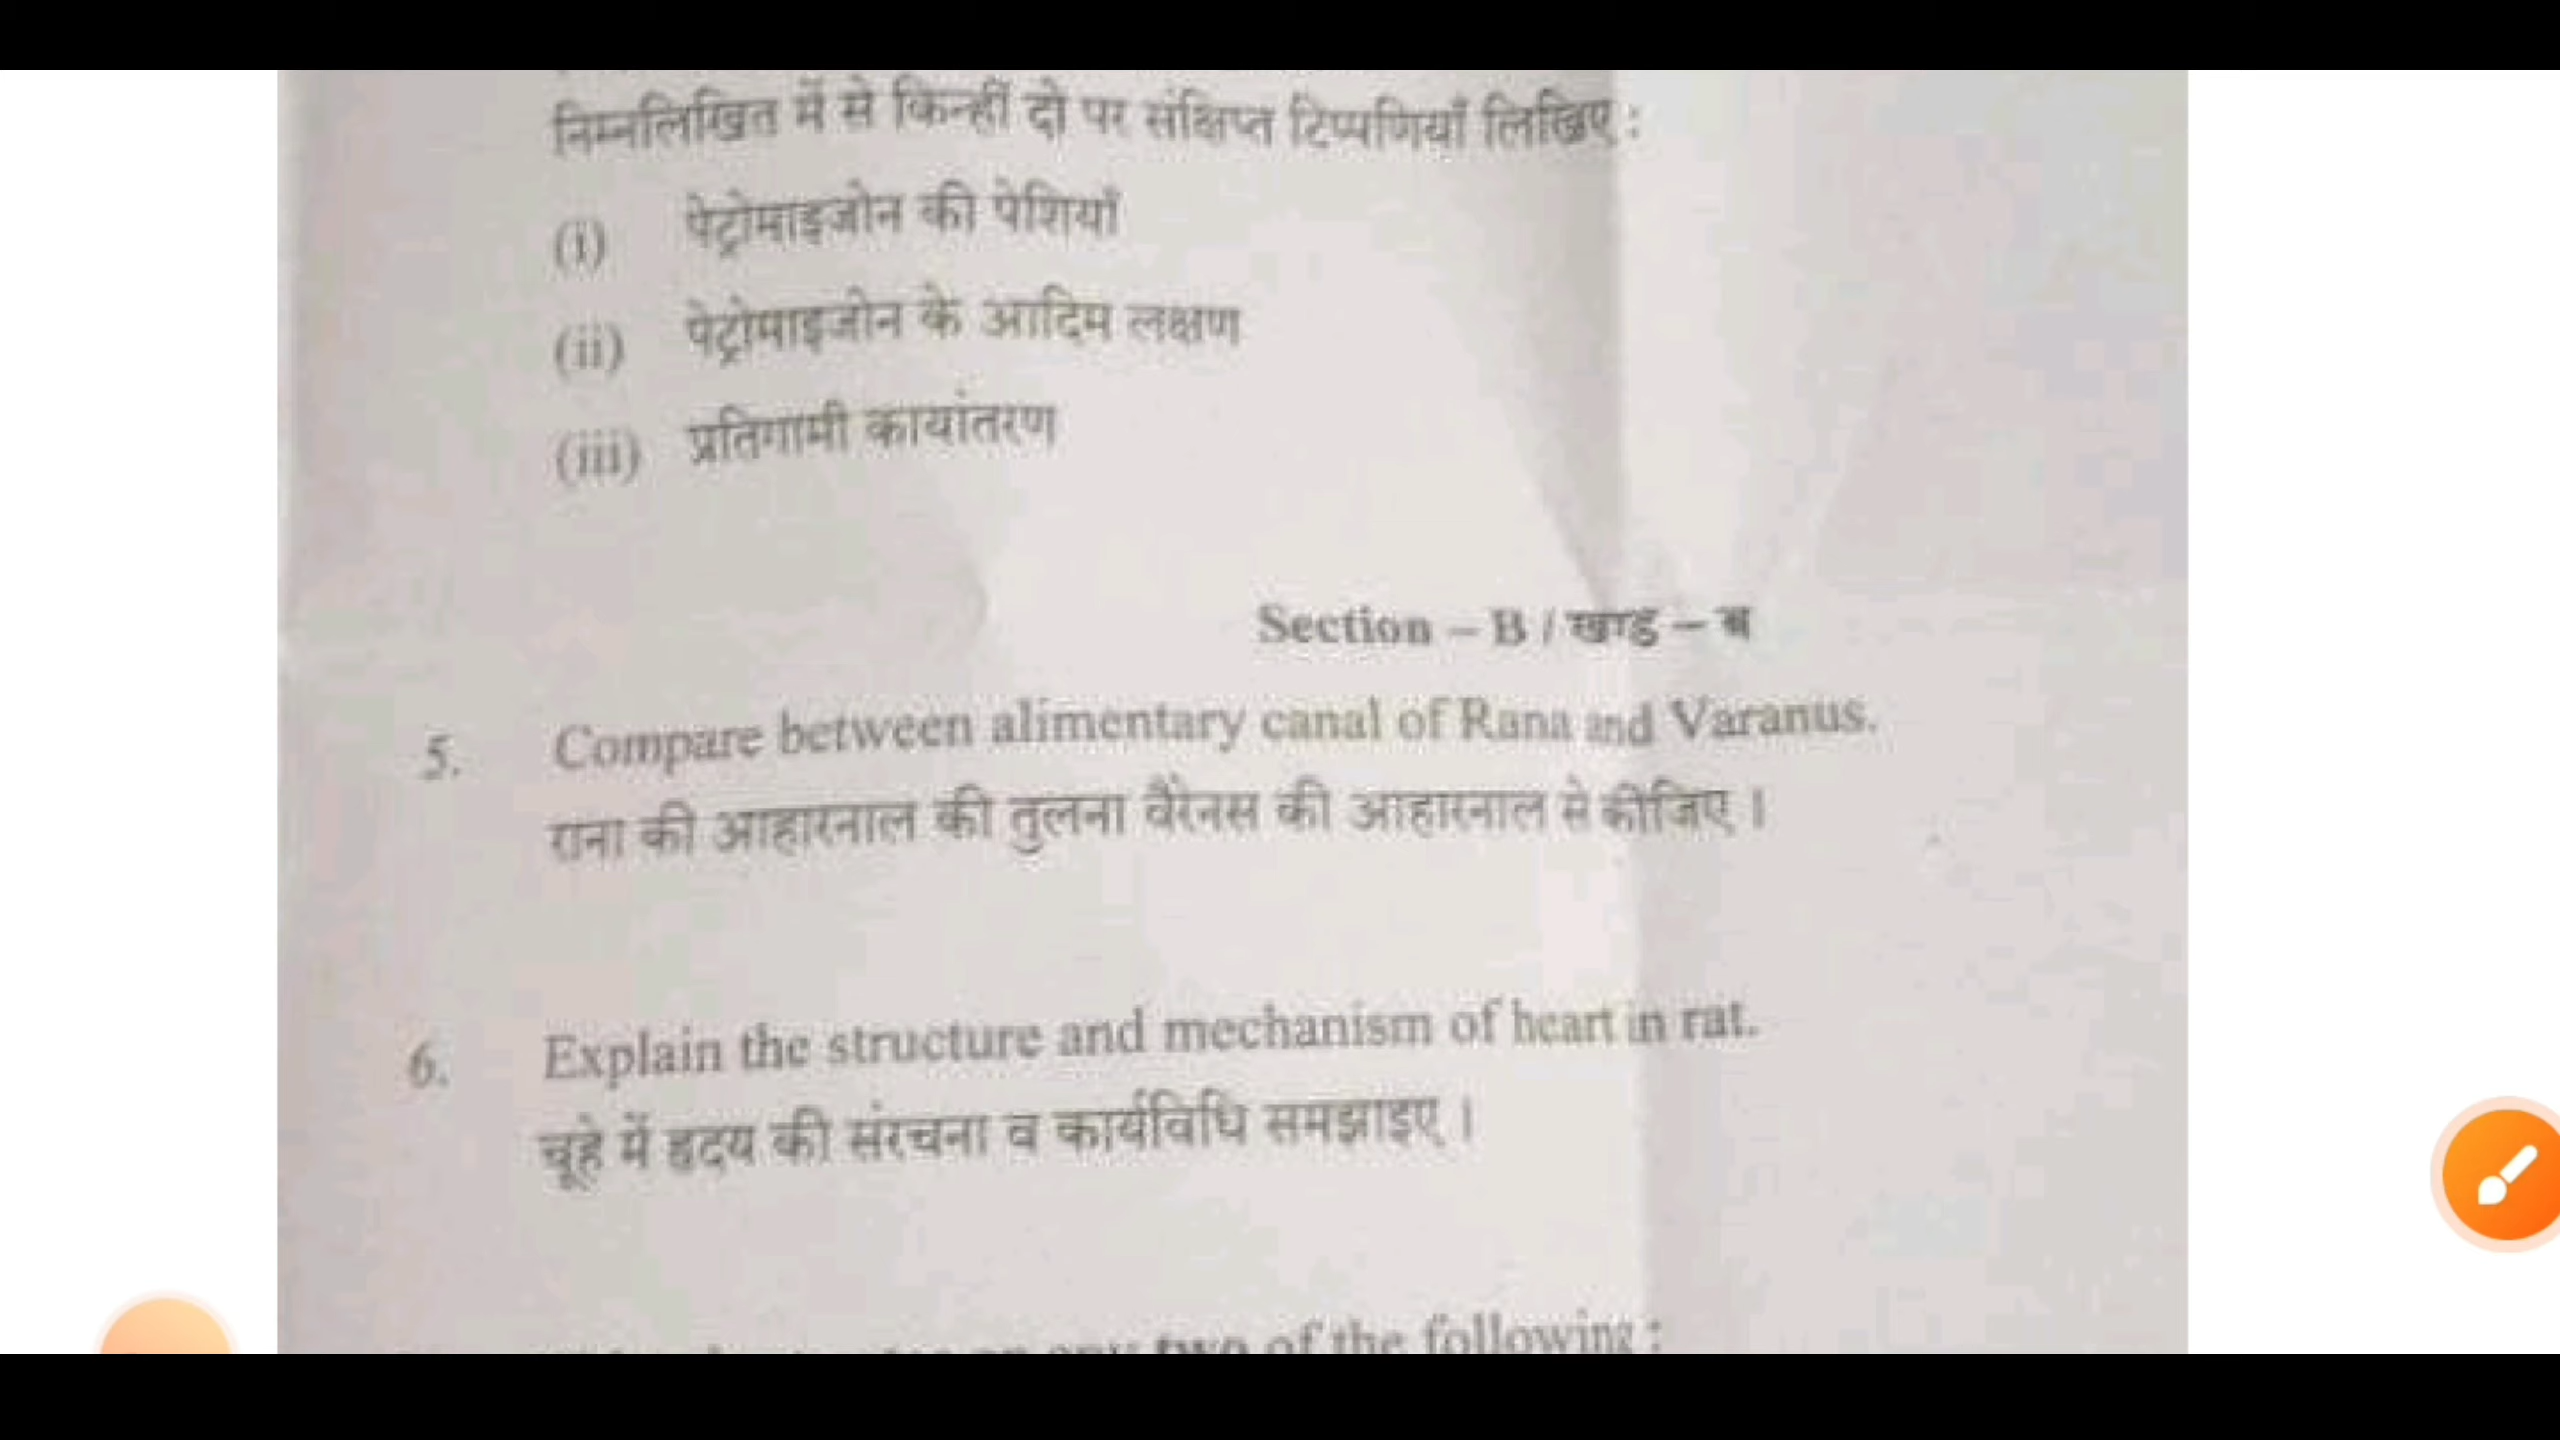 निम्नलिखित में से किन्हीं दो पर संक्षिप्त टिप्पणियाँ लिखिए :
(i) पेट्रोमाइजोन की पेशियाँ
(ii) पेट्रोमाइजोन के आदिम लक्षण
(iii) प्रतिगामी कायांतरण
Section – B / खण्ड – ब
5. Compare between alimentary canal of Rana and Varanus.
राना की आहारनाल की तुलना वैरेनस की आहारनाल से कीजिए ।
6. Explain the structure and mechanism of heart in rat.
चूहे में हृदय की संरचना व कार्यविधि समझाइए ।
any two of the following :